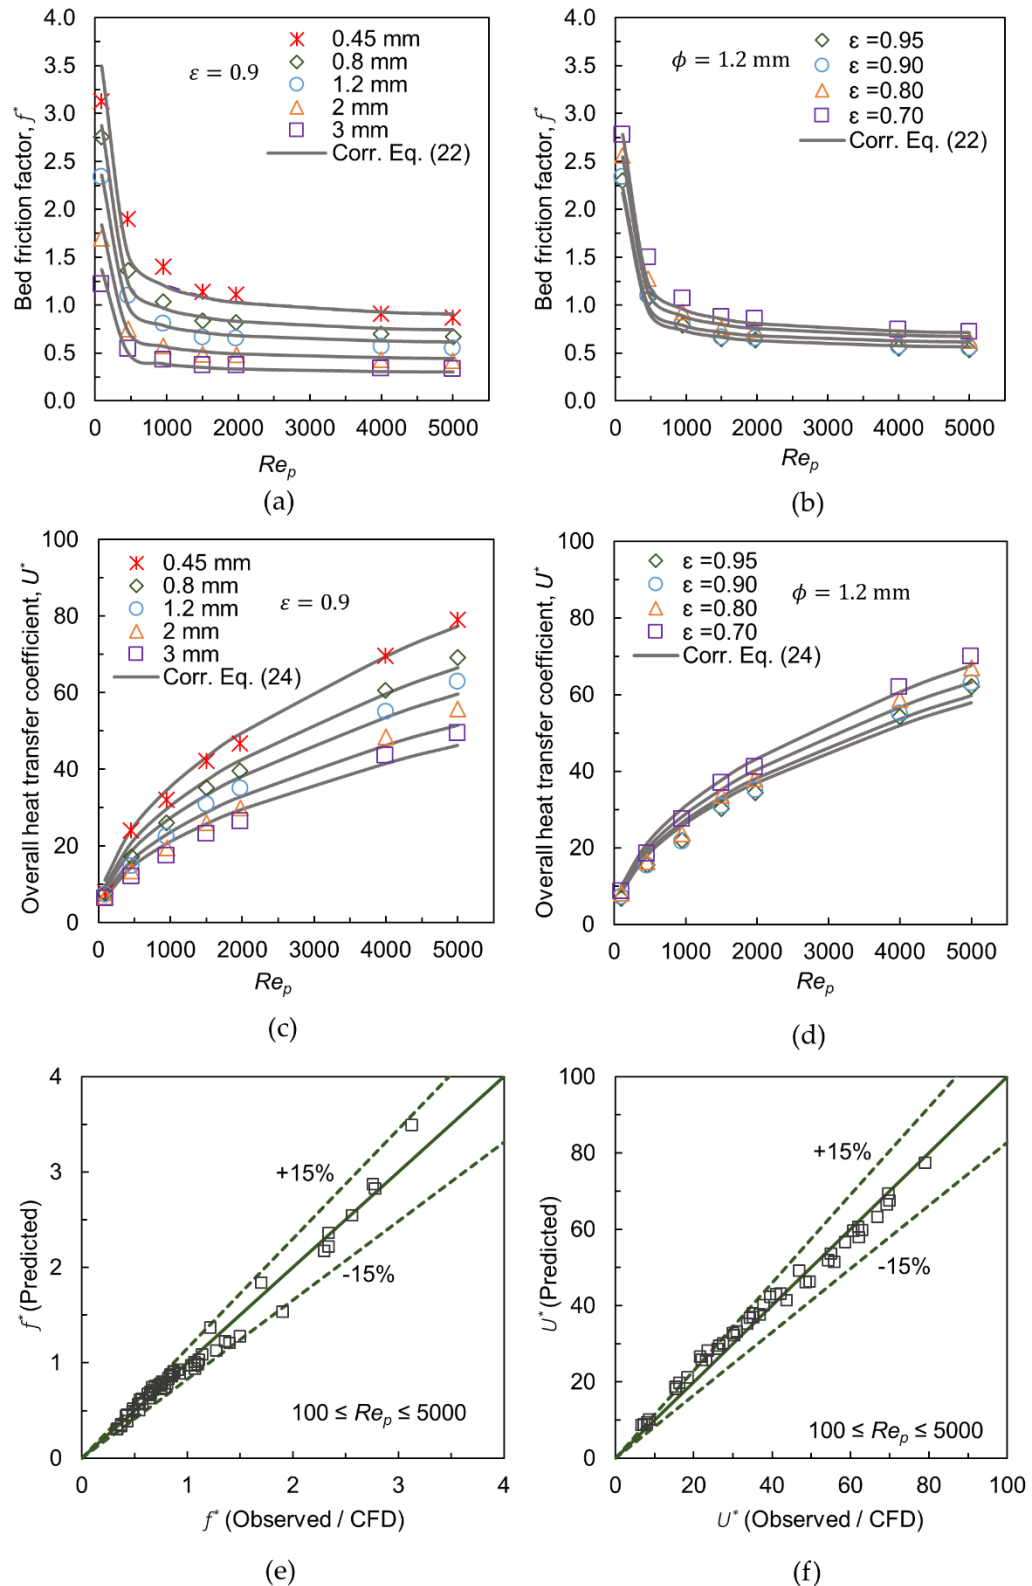 4.0
3.5
3.0
2.5
2.0
1.5
1.0
0.5
0.0
Bed friction factor, f*
0.45 mm
0.8 mm
1.2 mm
2 mm
3 mm
Corr. Eq. (22)
ε = 0.9
0 1000 2000 3000 4000 5000
Re_p
(a)
4.0
3.5
3.0
2.5
2.0
1.5
1.0
0.5
0.0
Bed friction factor, f*
ϕ = 1.2 mm
ε =0.95
ε =0.90
ε =0.80
ε =0.70
Corr. Eq. (22)
0 1000 2000 3000 4000 5000
Re_p
(b)
100
80
60
40
20
0
Overall heat transfer coefficient, U*
0.45 mm
0.8 mm
1.2 mm
2 mm
3 mm
Corr. Eq. (24)
ε = 0.9
0 1000 2000 3000 4000 5000
Re_p
(c)
100
80
60
40
20
0
Overall heat transfer coefficient, U*
ε =0.95
ε =0.90
ε =0.80
ε =0.70
Corr. Eq. (24)
ϕ = 1.2 mm
0 1000 2000 3000 4000 5000
Re_p
(d)
4
3
2
1
0
f* (Predicted)
+15%
-15%
100 ≤ Re_p ≤ 5000
0 1 2 3 4
f* (Observed / CFD)
(e)
100
80
60
40
20
0
U* (Predicted)
+15%
-15%
100 ≤ Re_p ≤ 5000
0 20 40 60 80 100
U* (Observed / CFD)
(f)